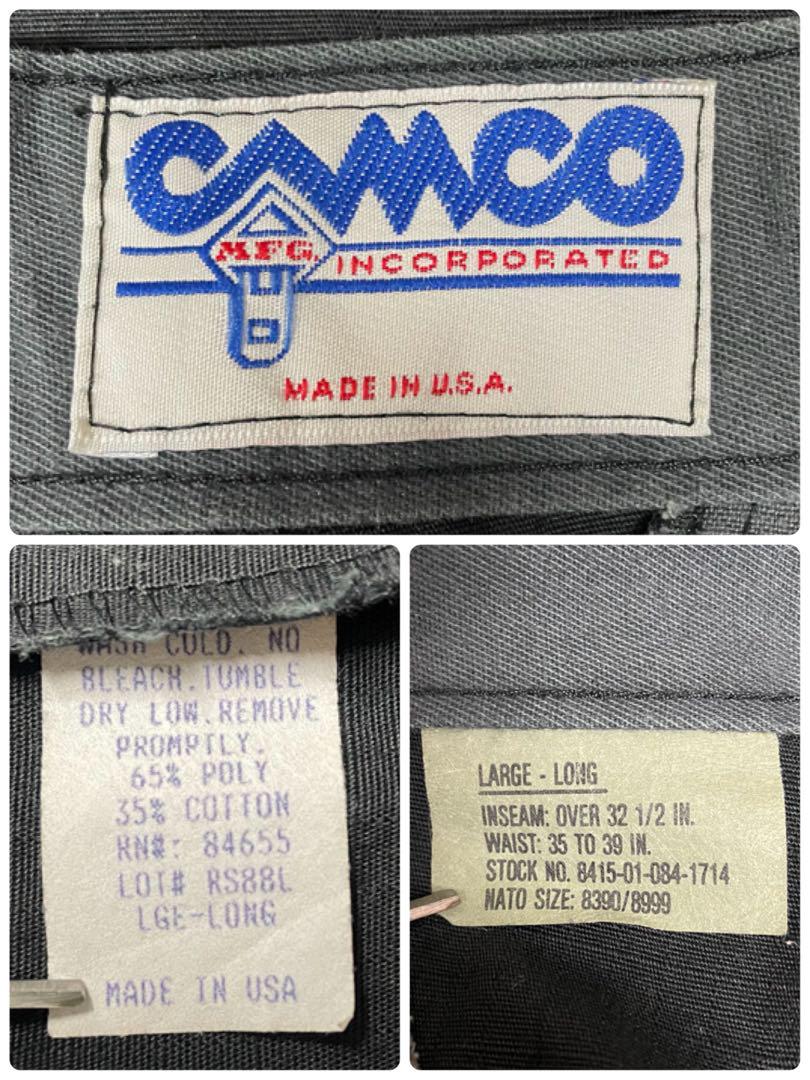 CAMCO
MFG. INCORPORATED
MADE IN U.S.A.
WASH COLD. NO
BLEACH. TUMBLE
DRY LOW. REMOVE
PROMPTLY.
65% POLY
35% COTTON
RN#: 84655
LOT# RS88L
LGE-LONG
MADE IN USA
LARGE - LONG
INSEAM: OVER 32 1/2 IN.
WAIST: 35 TO 39 IN.
STOCK NO. 8415-01-084-1714
NATO SIZE: 8390/8999